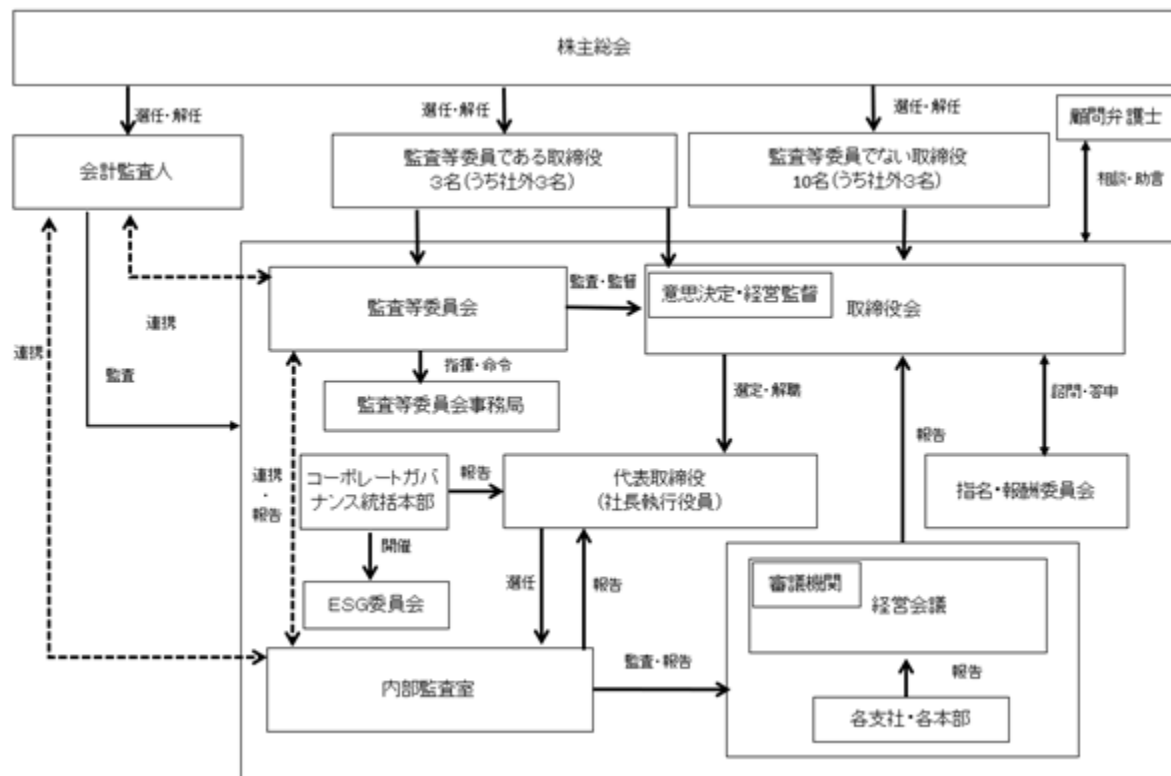 株主総会
選任・解任
選任・解任
選任・解任
顧問弁護士
会計監査人
監査等委員である取締役
3名(うち社外3名)
監査等委員でない取締役
10名(うち社外3名)
相談・助言
監査等委員会
監査・監督
意思決定・経営監督
取締役会
連携
連携
監査
指揮・命令
監査等委員会事務局
選定・解職
諮問・答申
報告
連携
・
報告
コーポレートガバ
ナンス統括本部
報告
代表取締役
(社長執行役員)
指名・報酬委員会
開催
ESG委員会
選任
報告
審議機関
経営会議
内部監査室
監査・報告
報告
各支社・各本部